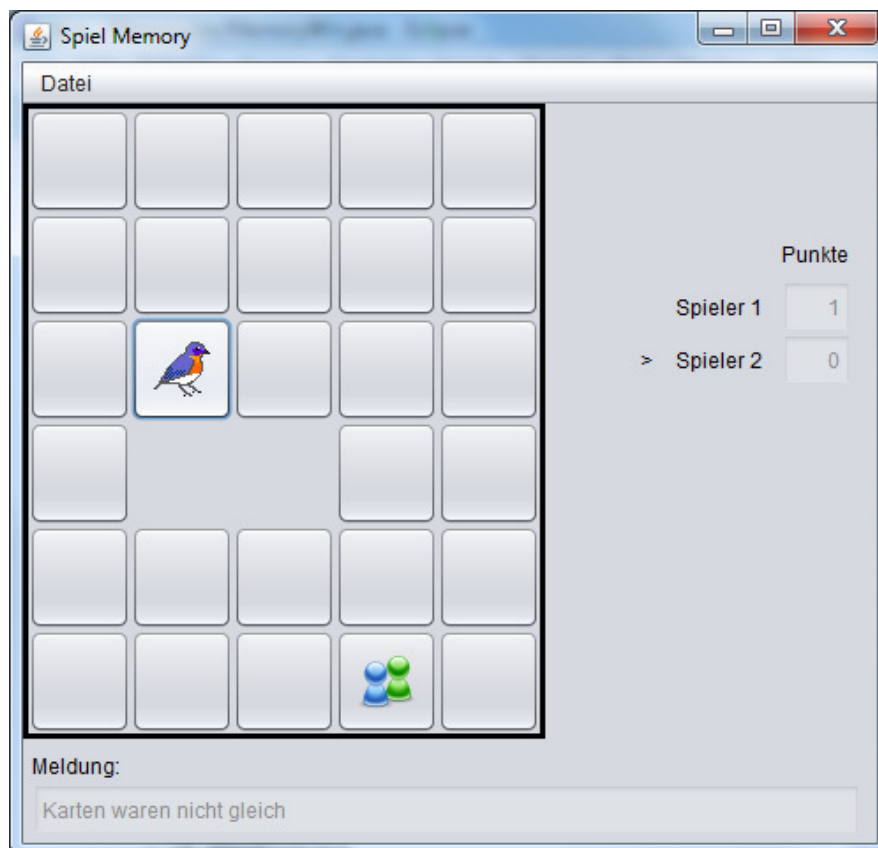 Spiel Memory
Datei
Punkte
Spieler 1 1
> Spieler 2 0
Meldung:
Karten waren nicht gleich